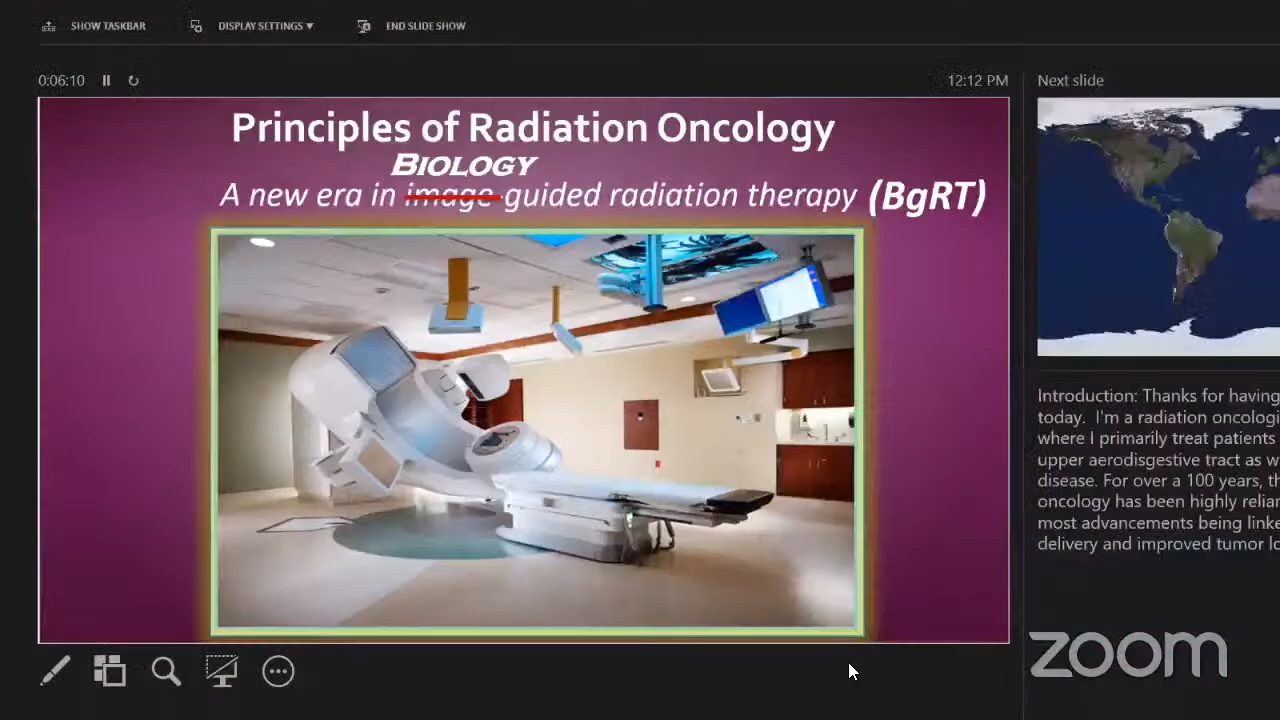 SHOW TASKBAR DISPLAY SETTINGS ▼ END SLIDE SHOW
0:06:10 12:12 PM
Next slide
Principles of Radiation Oncology
BIOLOGY
A new era in image-guided radiation therapy (BgRT)
Introduction: Thanks for having
today. I'm a radiation oncologi
where I primarily treat patients
upper aerodisgestive tract as w
disease. For over a 100 years, th
oncology has been highly relian
most advancements being linke
delivery and improved tumor lo
zoom